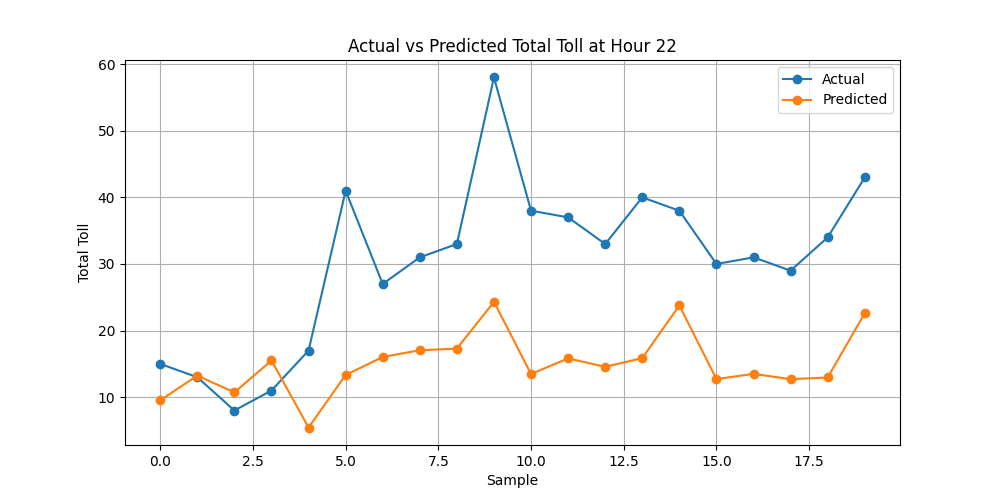 Actual vs Predicted Total Toll at Hour 22
Actual
Predicted
Total Toll
60
50
40
30
20
10
0.0 2.5 5.0 7.5 10.0 12.5 15.0 17.5
Sample